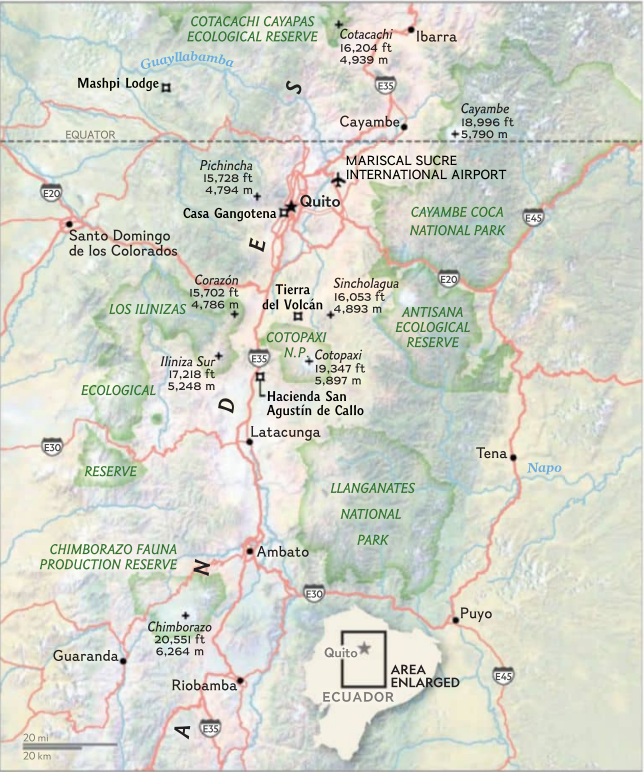 COTACACHI CAYAPAS
ECOLOGICAL RESERVE
Cotacachi
16,204 ft
4,939 m
Ibarra
Guayllabamba
Mashpi Lodge
S
E35
Cayambe
18,996 ft
5,790 m
Cayambe
EQUATOR
Pichincha
15,728 ft
4,794 m
MARISCAL SUCRE
INTERNATIONAL AIRPORT
E20
Casa Gangotena
Quito
CAYAMBE COCA
NATIONAL PARK
E45
Santo Domingo
de los Colorados
E
Corazón
15,702 ft
4,786 m
Tierra
del Volcán
Sincholagua
16,053 ft
4,893 m
E20
LOS ILINIZAS
ANTISANA
ECOLOGICAL
RESERVE
COTOPAXI
N.P.
Iliniza Sur
17,218 ft
5,248 m
E35
Cotopaxi
19,347 ft
5,897 m
ECOLOGICAL
Hacienda San
Agustín de Callo
D
Latacunga
E30
RESERVE
Tena
Napo
LLANGANATES
NATIONAL
PARK
CHIMBORAZO FAUNA
PRODUCTION RESERVE
N
Ambato
E30
Chimborazo
20,551 ft
6,264 m
Puyo
Guaranda
Quito
AREA
ENLARGED
ECUADOR
E45
Riobamba
A
E35
20 mi
20 km